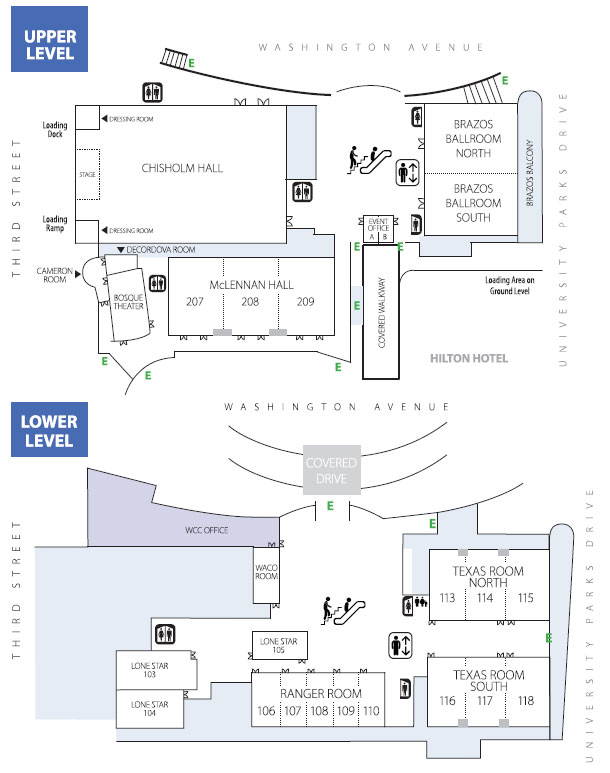 UPPER
LEVEL
WASHINGTON AVENUE
E
E
THIRD STREET
UNIVERSITY PARKS DRIVE
Loading
Dock
DRESSING ROOM
CHISHOLM HALL
STAGE
Loading
Ramp
DRESSING ROOM
BRAZOS
BALLROOM
NORTH
BRAZOS
BALLROOM
SOUTH
BRAZOS BALCONY
EVENT
OFFICE
A B
E
E
DECORDOVA ROOM
CAMERON
ROOM
BOSQUE
THEATER
McLENNAN HALL
207 208 209
E
COVERED WALKWAY
Loading Area on
Ground Level
HILTON HOTEL
E
E
E
LOWER
LEVEL
WASHINGTON AVENUE
COVERED
DRIVE
E
E
THIRD STREET
UNIVERSITY PARKS DRIVE
WCC OFFICE
WACO
ROOM
TEXAS ROOM
NORTH
113 114 115
E
LONE STAR
105
LONE STAR
103
LONE STAR
104
RANGER ROOM
106 107 108 109 110
TEXAS ROOM
SOUTH
116 117 118